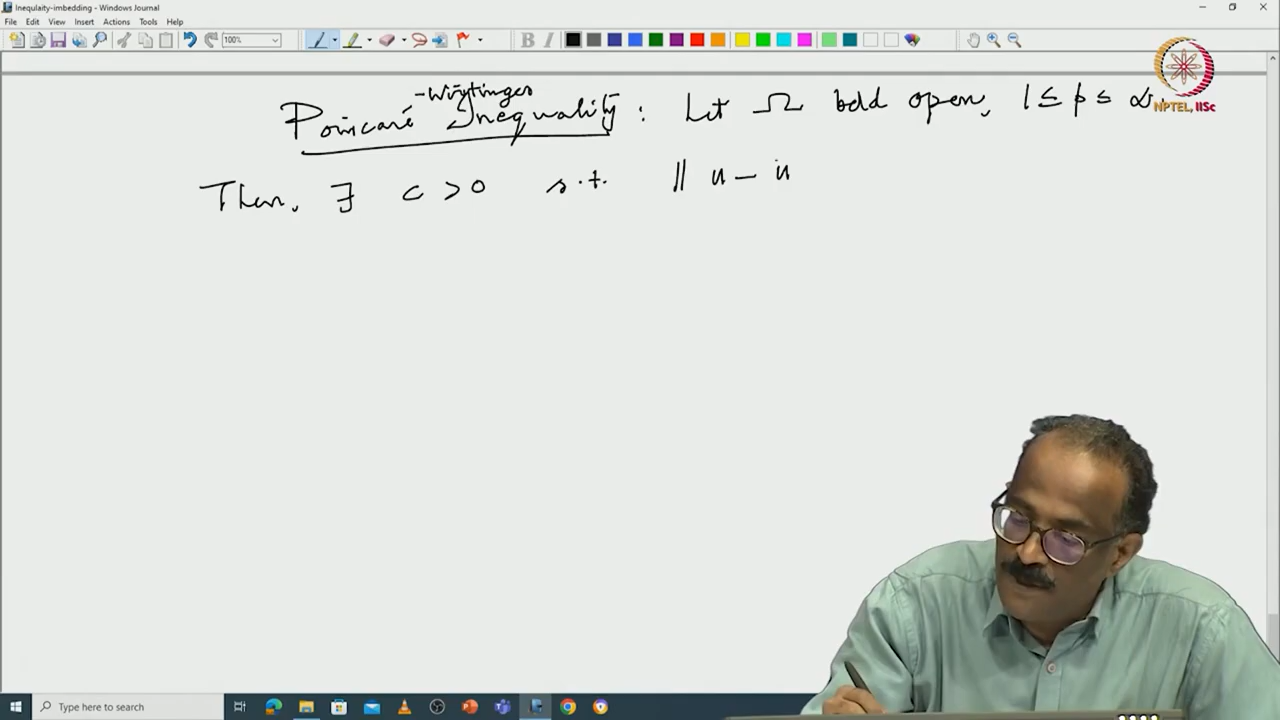 Inequlaity-imbedding - Windows Journal
File Edit View Insert Actions Tools Help
100%
B I
NPTEL, IISc
Poincaré -Wirtinger Inequality : Let Ω bdd open, 1 ≤ p ≤ ∞.
Then, ∃ c > 0 s.t. || u - u
Type here to search